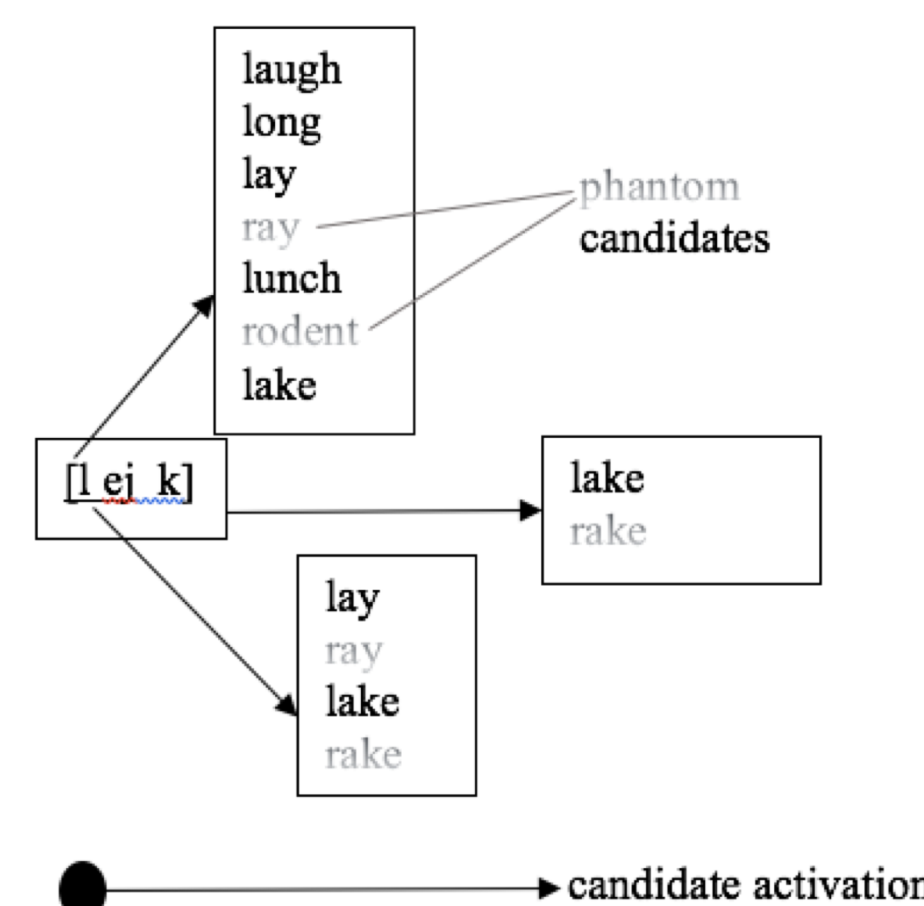 laugh
long
lay
ray
lunch
rodent
lake
phantom
candidates
[l ej k]
lake
rake
lay
ray
lake
rake
candidate activation